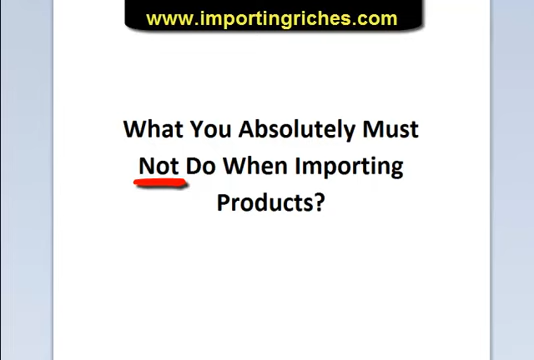 www.importingriches.com
What You Absolutely Must
Not Do When Importing
Products?